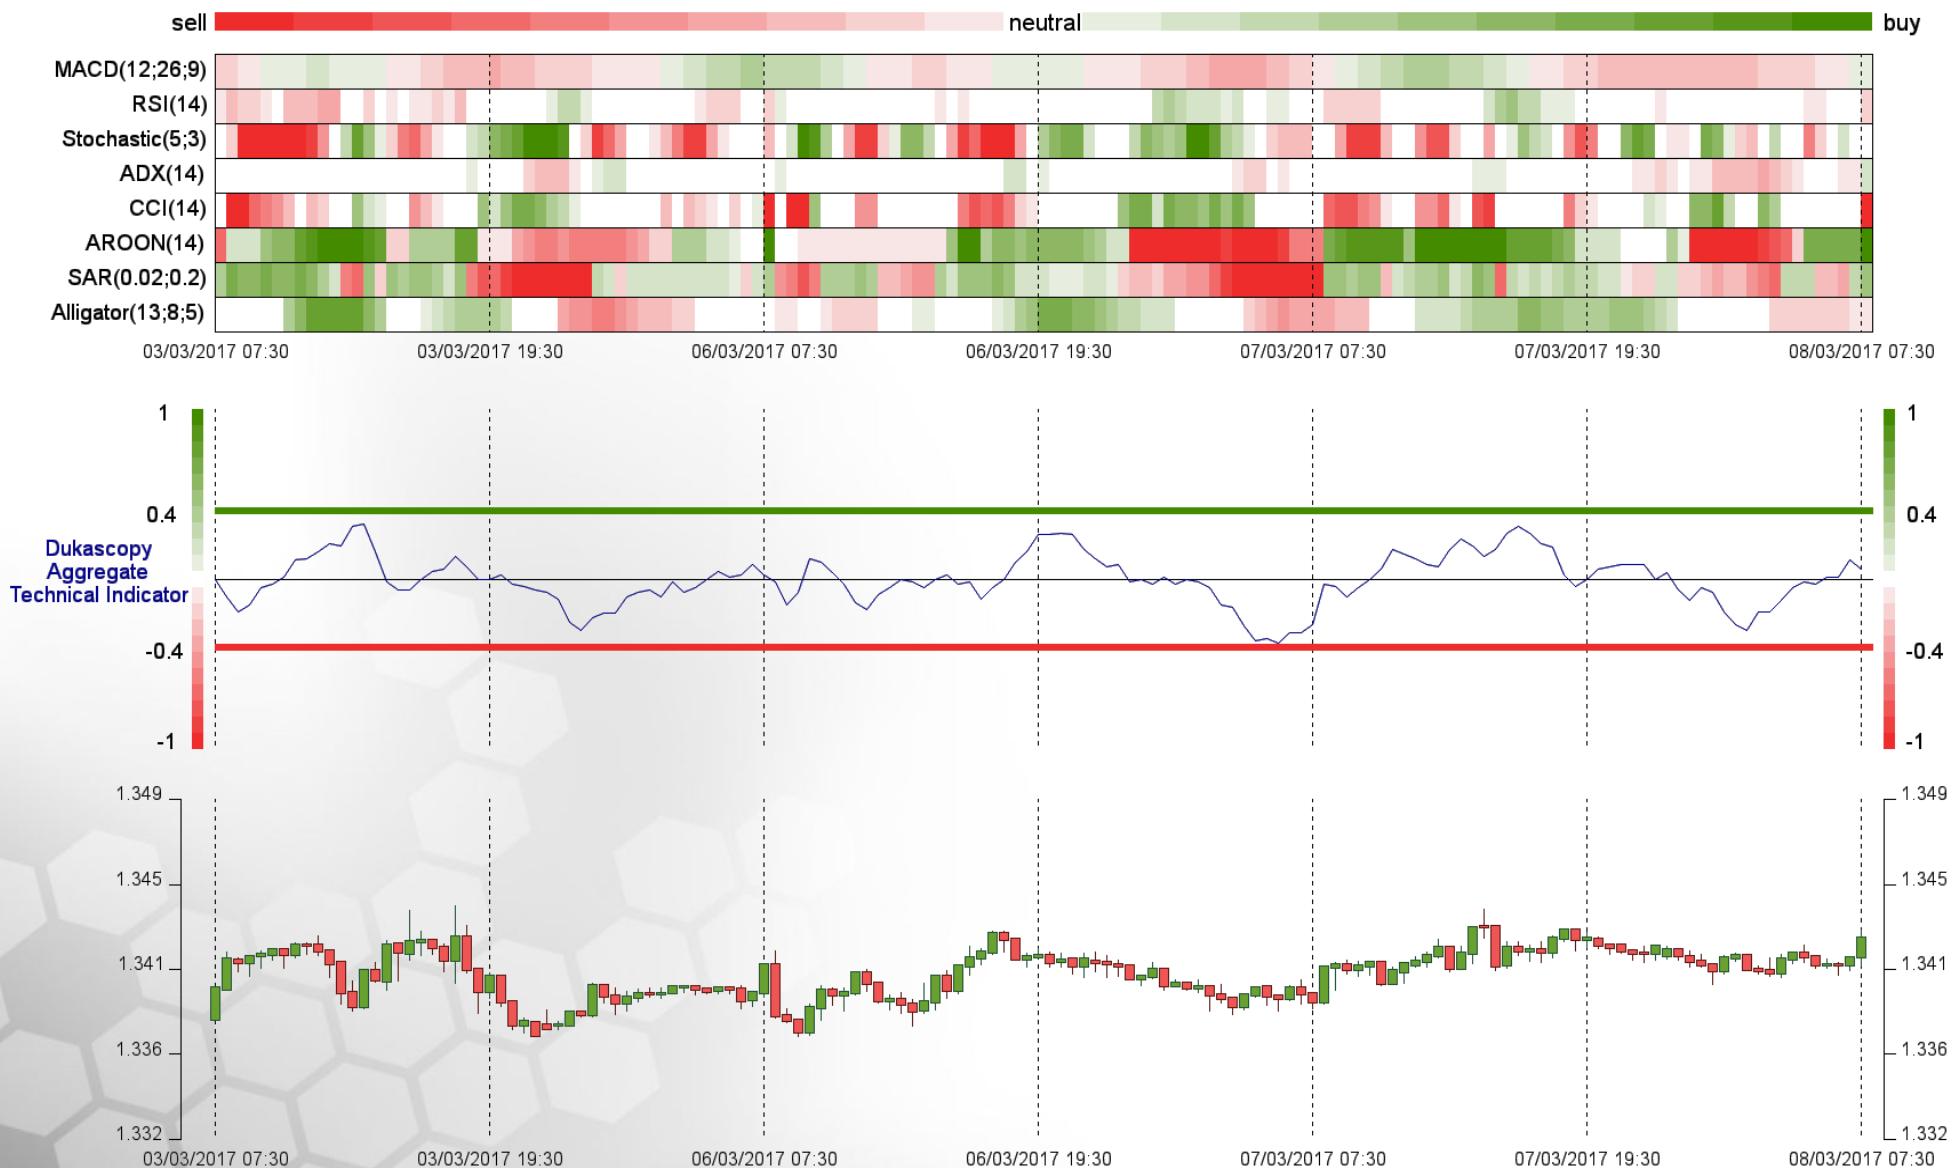 sell neutral buy
MACD(12;26;9)
RSI(14)
Stochastic(5;3)
ADX(14)
CCI(14)
AROON(14)
SAR(0.02;0.2)
Alligator(13;8;5)
03/03/2017 07:30 03/03/2017 19:30 06/03/2017 07:30 06/03/2017 19:30 07/03/2017 07:30 07/03/2017 19:30 08/03/2017 07:30
1 1
0.4 0.4
Dukascopy
Aggregate
Technical Indicator
-0.4 -0.4
-1 -1
1.349 1.349
1.345 1.345
1.341 1.341
1.336 1.336
1.332 1.332
03/03/2017 07:30 03/03/2017 19:30 06/03/2017 07:30 06/03/2017 19:30 07/03/2017 07:30 07/03/2017 19:30 08/03/2017 07:30